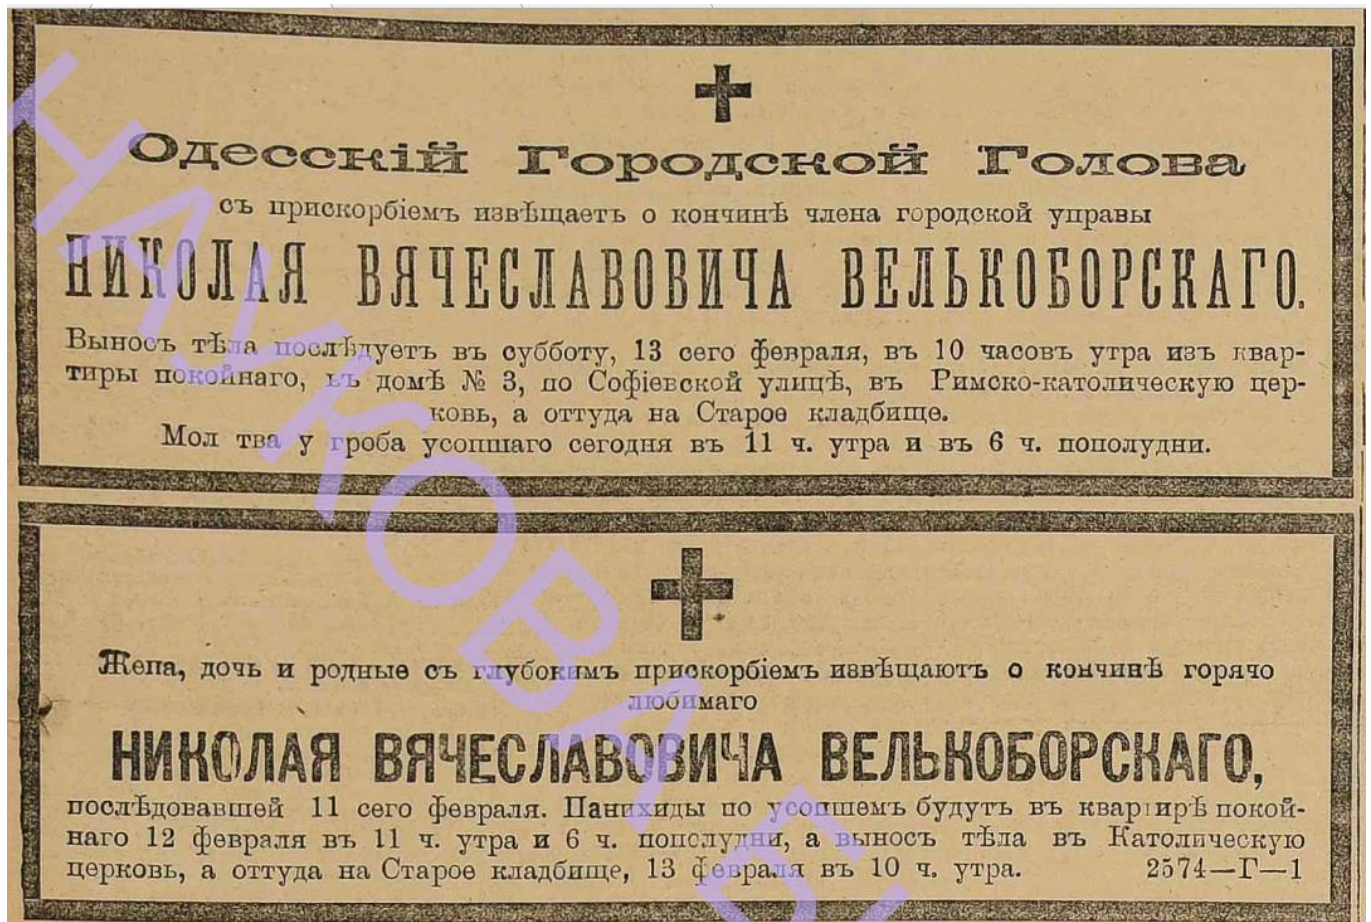 Одесскій Городской Голова
съ прискорбіемъ извѣщаетъ о кончинѣ члена городской управы
НИКОЛАЯ ВЯЧЕСЛАВОВИЧА ВЕЛЬКОБОРСКАГО.
Выносъ тѣла послѣдуетъ въ субботу, 13 сего февраля, въ 10 часовъ утра изъ квар-
тиры покойнаго, въ домѣ № 3, по Софіевской улицѣ, въ Римско-католическую цер-
ковь, а оттуда на Старое кладбище.
Мол тва у гроба усопшаго сегодня въ 11 ч. утра и въ 6 ч. пополудни.
Жена, дочь и родные съ глубокимъ прискорбіемъ извѣщаютъ о кончинѣ горячо
любимаго
НИКОЛАЯ ВЯЧЕСЛАВОВИЧА ВЕЛЬКОБОРСКАГО,
послѣдовавшей 11 сего февраля. Панихиды по усопшемъ будутъ въ квартирѣ покой-
наго 12 февраля въ 11 ч. утра и 6 ч. пополудни, а выносъ тѣла въ Католическую
церковь, а оттуда на Старое кладбище, 13 февраля въ 10 ч. утра. 2574—Г—1